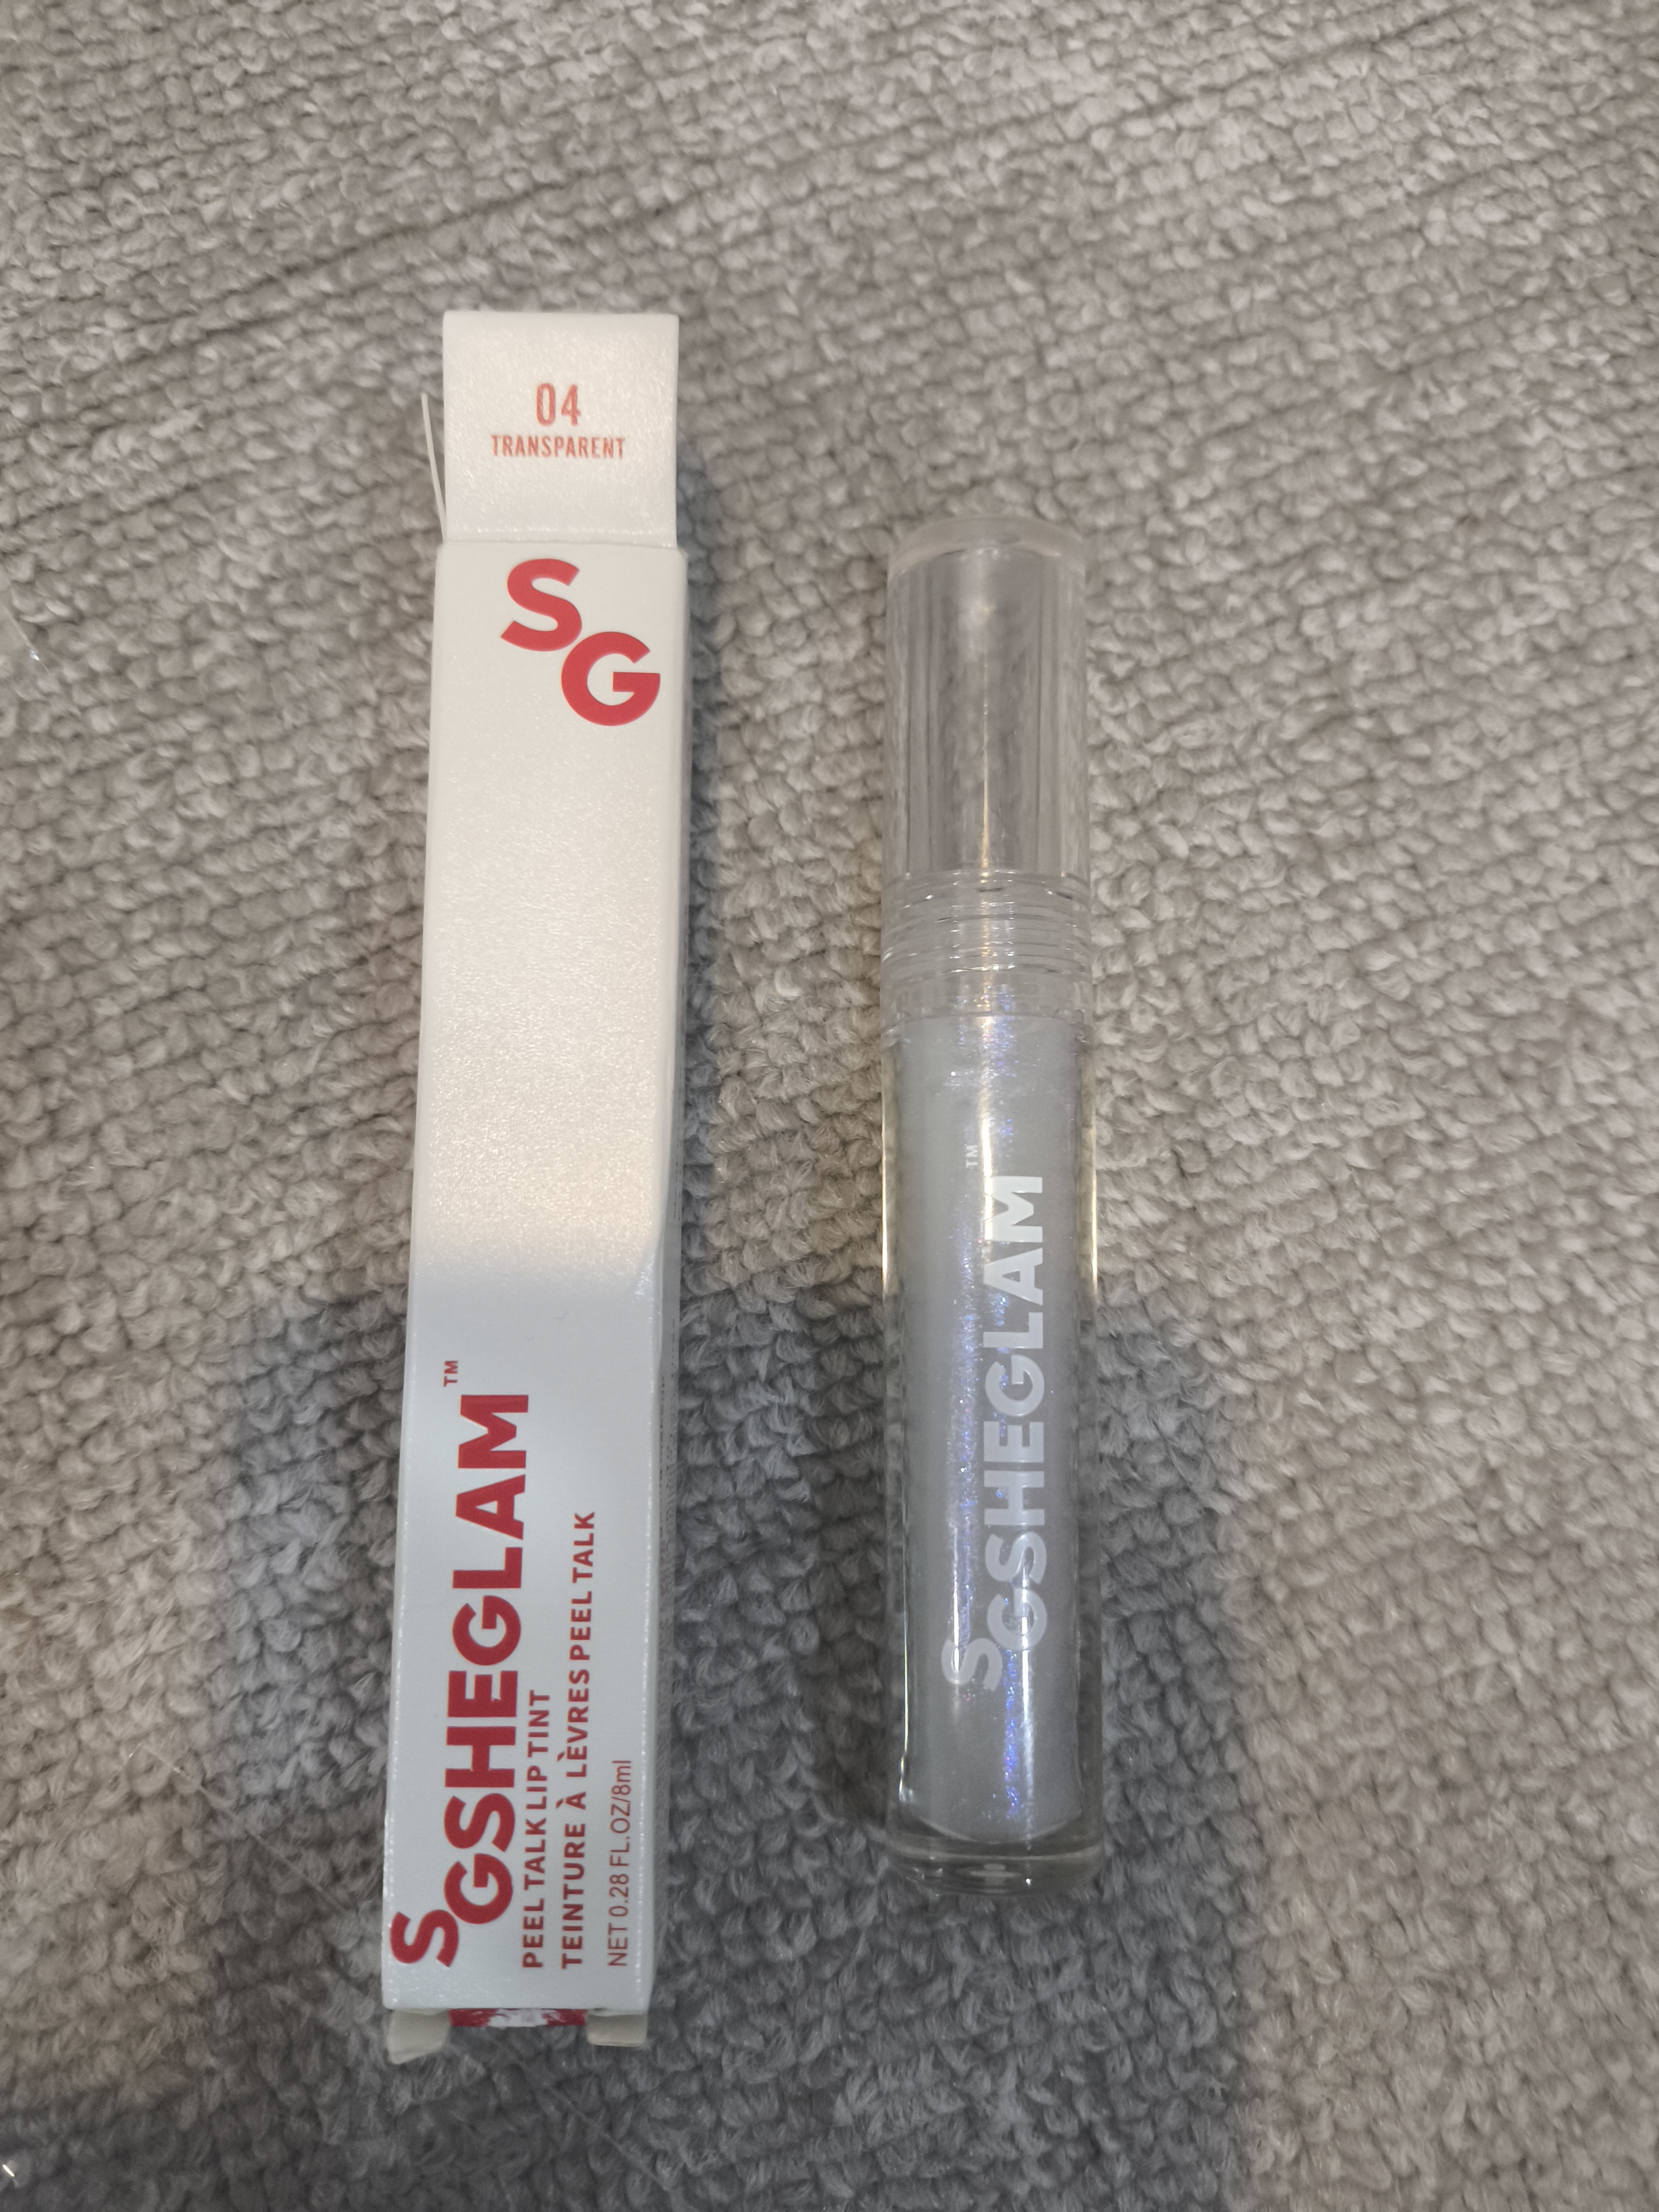 04
TRANSPARENT
SG
SGSHEGLAM™
PEEL TALK LIP TINT
TEINTURE À LÈVRES PEEL TALK
NET 0.28 FL.OZ/8ml
SGSHEGLAM™